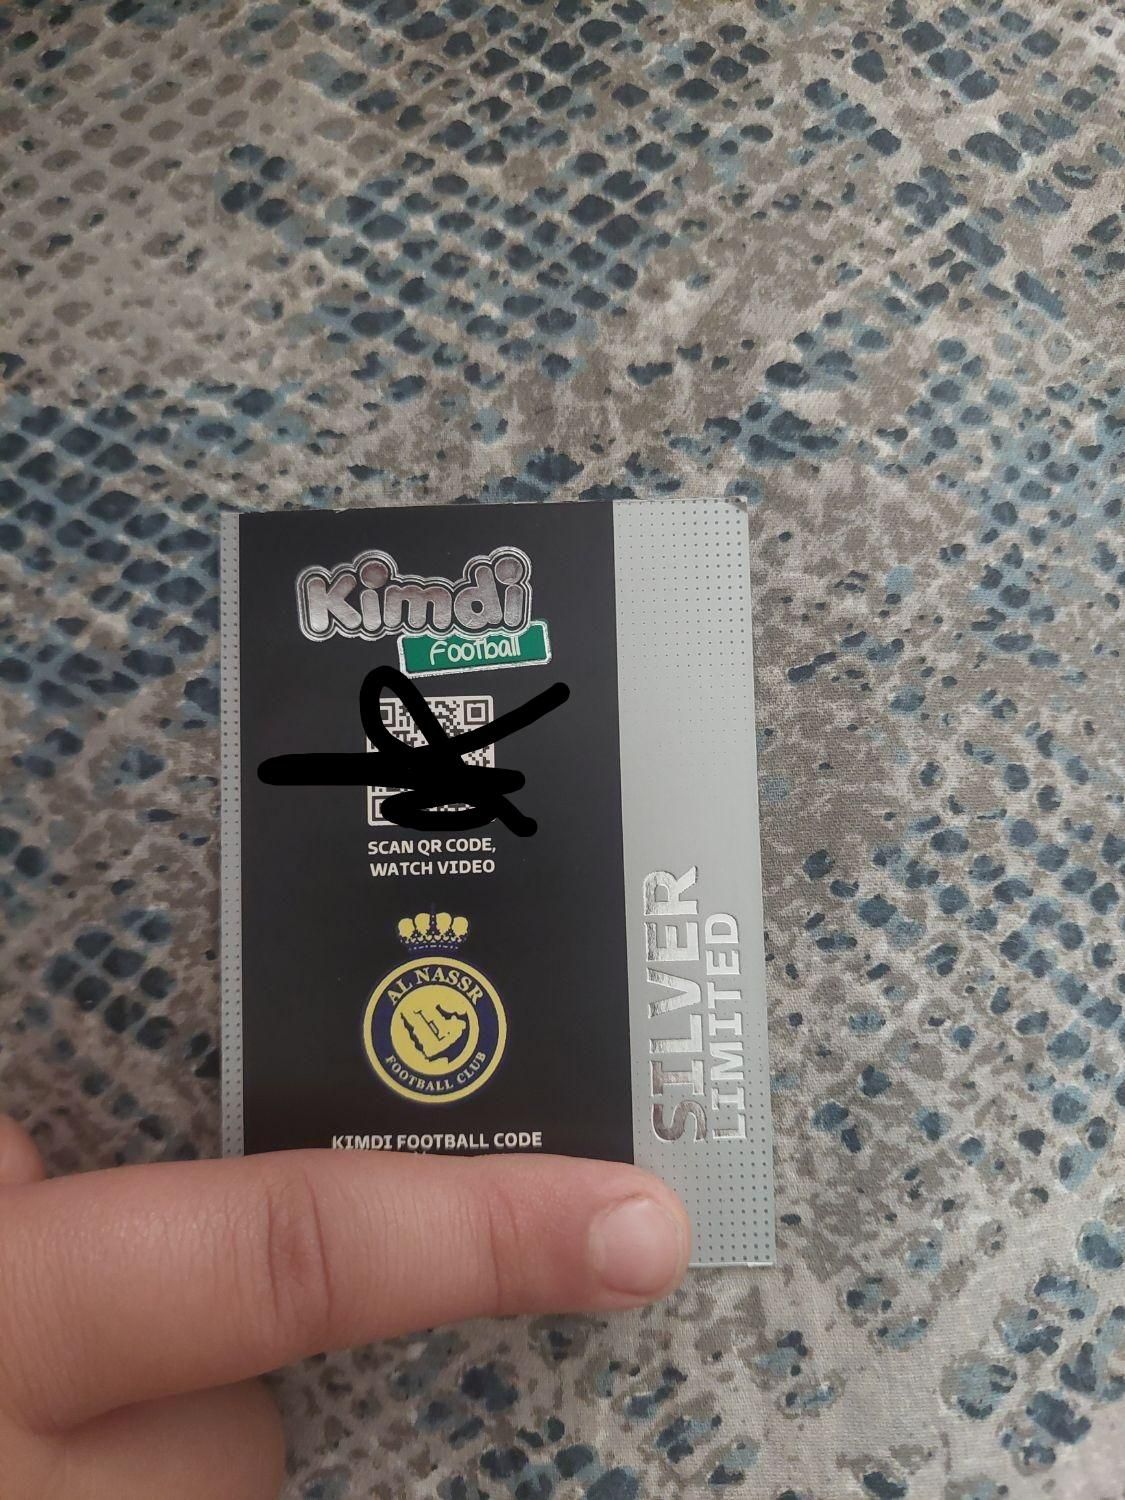 Kimdi
Football
SCAN QR CODE,
WATCH VIDEO
AL NASSR
FOOTBALL CLUB
KIMDI FOOTBALL CODE
SILVER
LIMITED